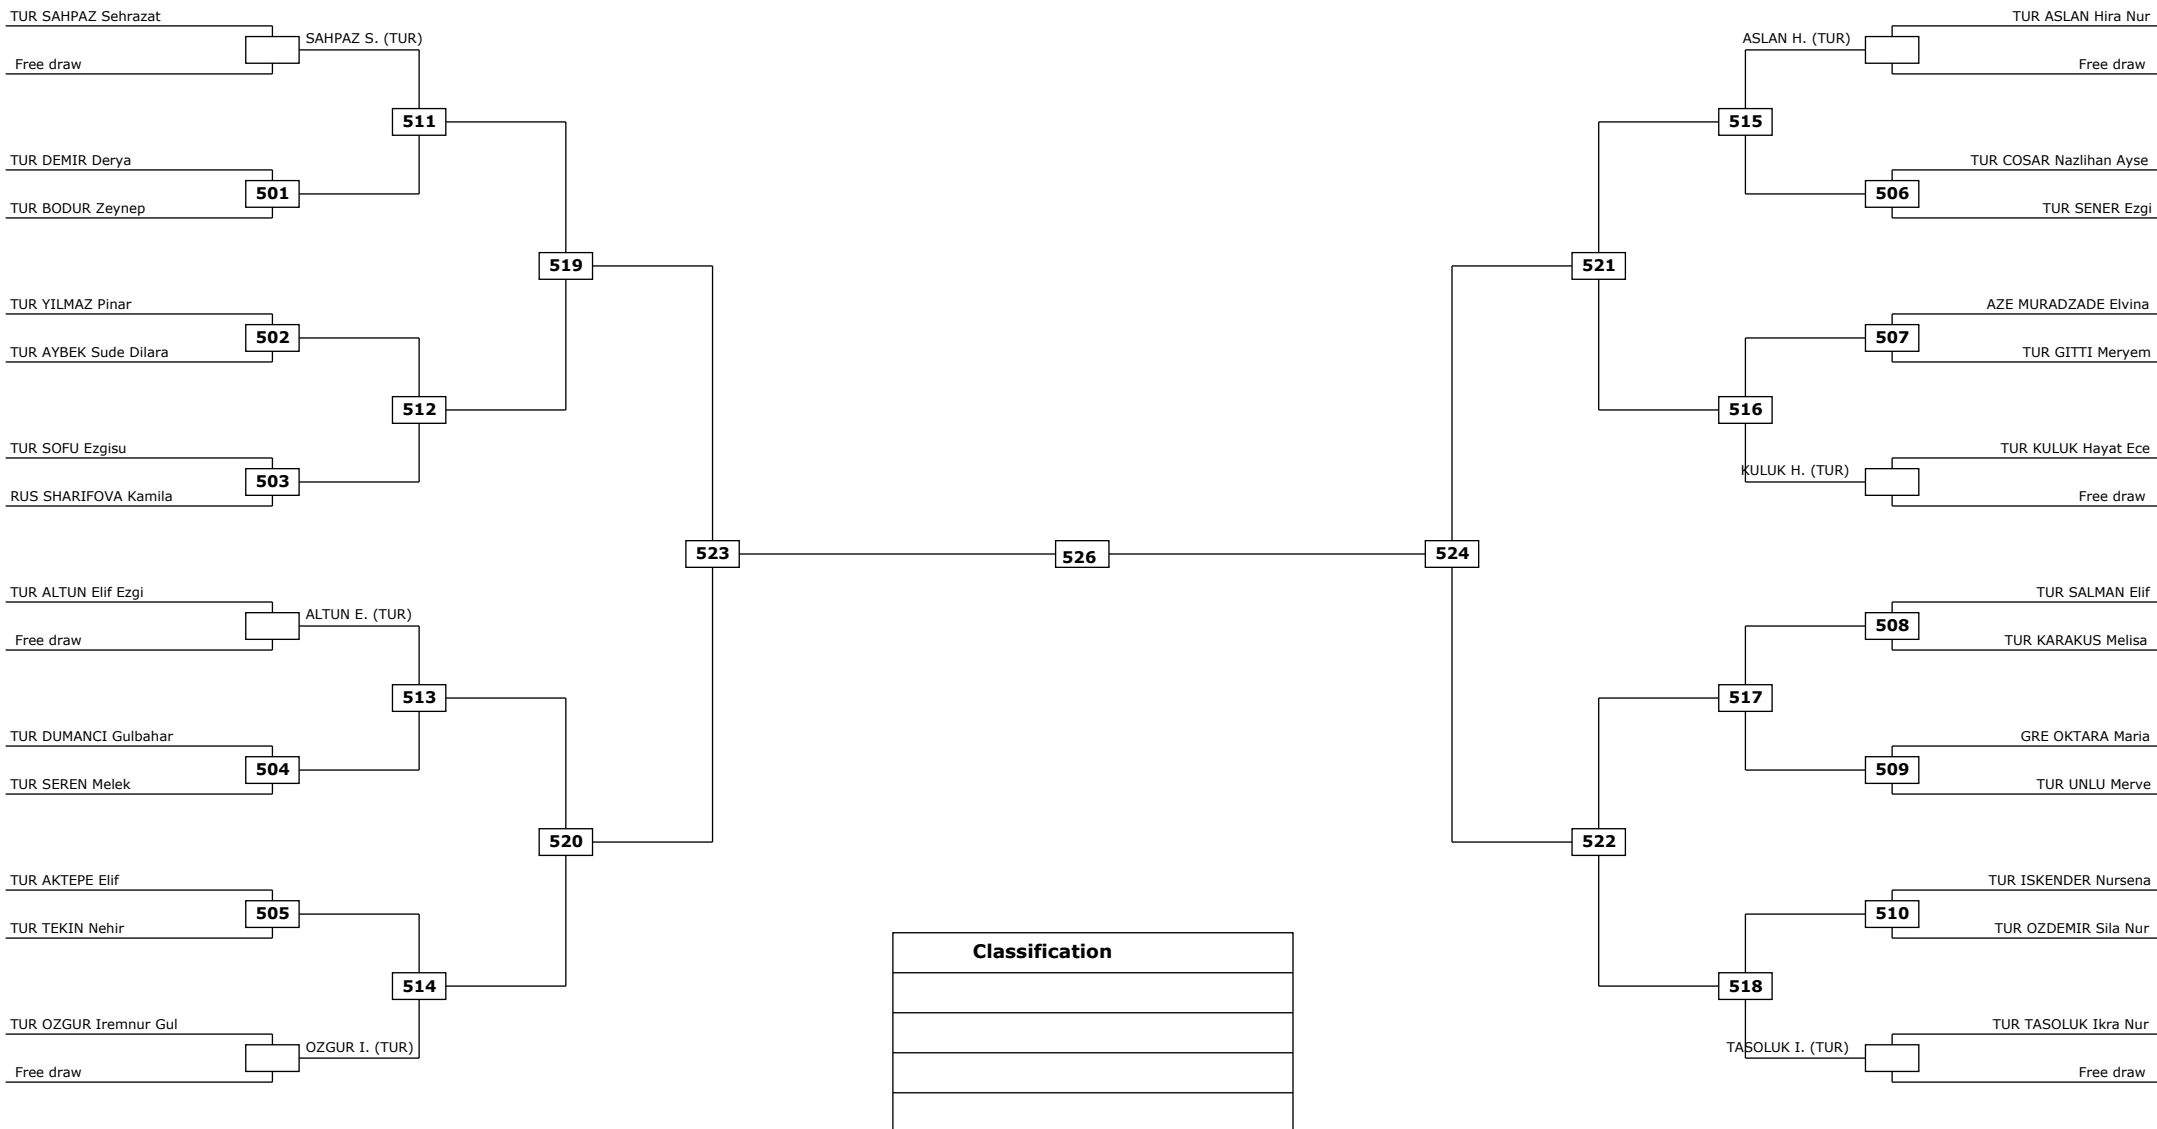 TUR SAHPAZ Sehrazat
SAHPAZ S. (TUR)
Free draw
511
TUR DEMIR Derya
501
TUR BODUR Zeynep
519
TUR YILMAZ Pinar
502
TUR AYBEK Sude Dilara
512
TUR SOFU Ezgisu
503
RUS SHARIFOVA Kamila
523
TUR ALTUN Elif Ezgi
ALTUN E. (TUR)
Free draw
513
TUR DUMANCI Gulbahar
504
TUR SEREN Melek
520
TUR AKTEPE Elif
505
TUR TEKIN Nehir
514
TUR OZGUR Iremnur Gul
OZGUR I. (TUR)
Free draw
526
Classification
TUR ASLAN Hira Nur
ASLAN H. (TUR)
Free draw
515
TUR COSAR Nazlihan Ayse
506
TUR SENER Ezgi
521
AZE MURADZADE Elvina
507
TUR GITTI Meryem
516
TUR KULUK Hayat Ece
KULUK H. (TUR)
Free draw
524
TUR SALMAN Elif
508
TUR KARAKUS Melisa
517
GRE OKTARA Maria
509
TUR UNLU Merve
522
TUR ISKENDER Nursena
510
TUR OZDEMIR Sila Nur
518
TUR TASOLUK Ikra Nur
TASOLUK I. (TUR)
Free draw